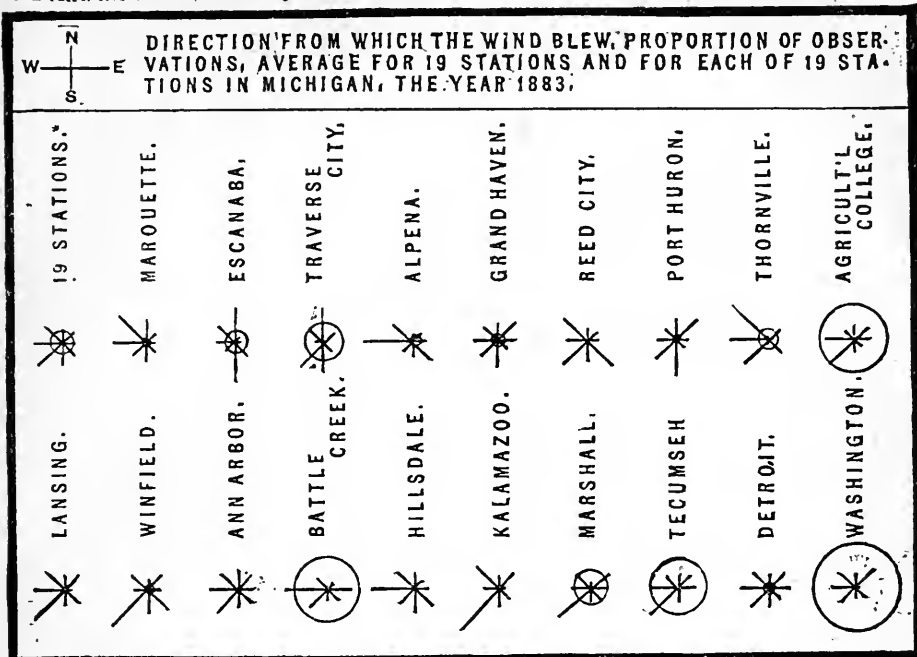 N
W E
S.
DIRECTION FROM WHICH THE WIND BLEW, PROPORTION OF OBSER-
VATIONS, AVERAGE FOR 19 STATIONS AND FOR EACH OF 19 STA-
TIONS IN MICHIGAN, THE YEAR 1883.
19 STATIONS.*
MARQUETTE.
ESCANABA.
TRAVERSE
CITY.
ALPENA.
GRAND HAVEN.
REED CITY.
PORT HURON.
THORNVILLE.
AGRICULT'L
COLLEGE.
LANSING.
WINFIELD.
ANN ARBOR.
BATTLE
CREEK.
HILLSDALE.
KALAMAZOO.
MARSHALL.
TECUMSEH
DETROIT.
WASHINGTON.